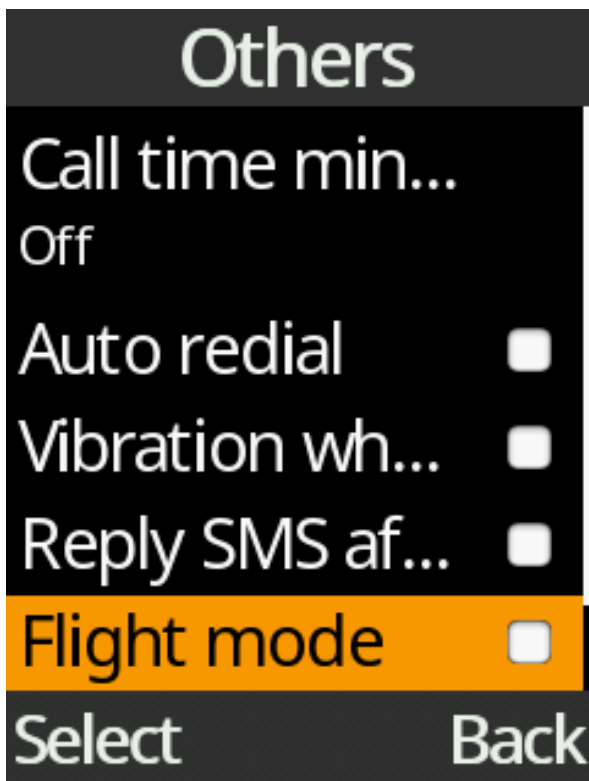 Others
Call time min...
Off
Auto redial
Vibration wh...
Reply SMS af...
Flight mode
Select Back